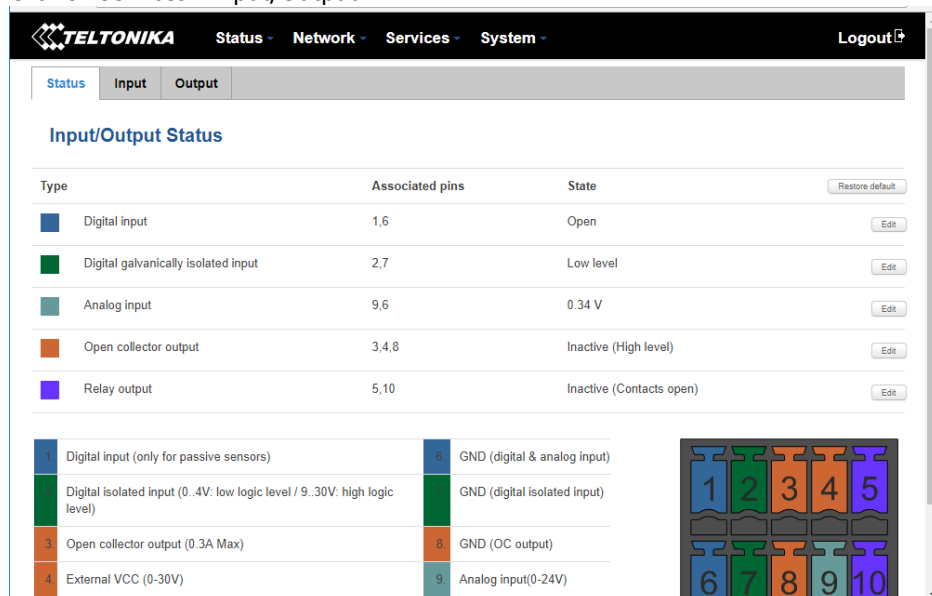 TELTONIKA Status Network Services System Logout
Status Input Output
Input/Output Status
Type Associated pins State Restore default
Digital input 1,6 Open Edit
Digital galvanically isolated input 2,7 Low level Edit
Analog input 9,6 0.34 V Edit
Open collector output 3,4,8 Inactive (High level) Edit
Relay output 5,10 Inactive (Contacts open) Edit
1. Digital input (only for passive sensors) 6. GND (digital & analog input)
2. Digital isolated input (0..4V: low logic level / 9..30V: high logic level) 7. GND (digital isolated input)
3. Open collector output (0.3A Max) 8. GND (OC output)
4. External VCC (0-30V) 9. Analog input(0-24V)
1 2 3 4 5
6 7 8 9 10